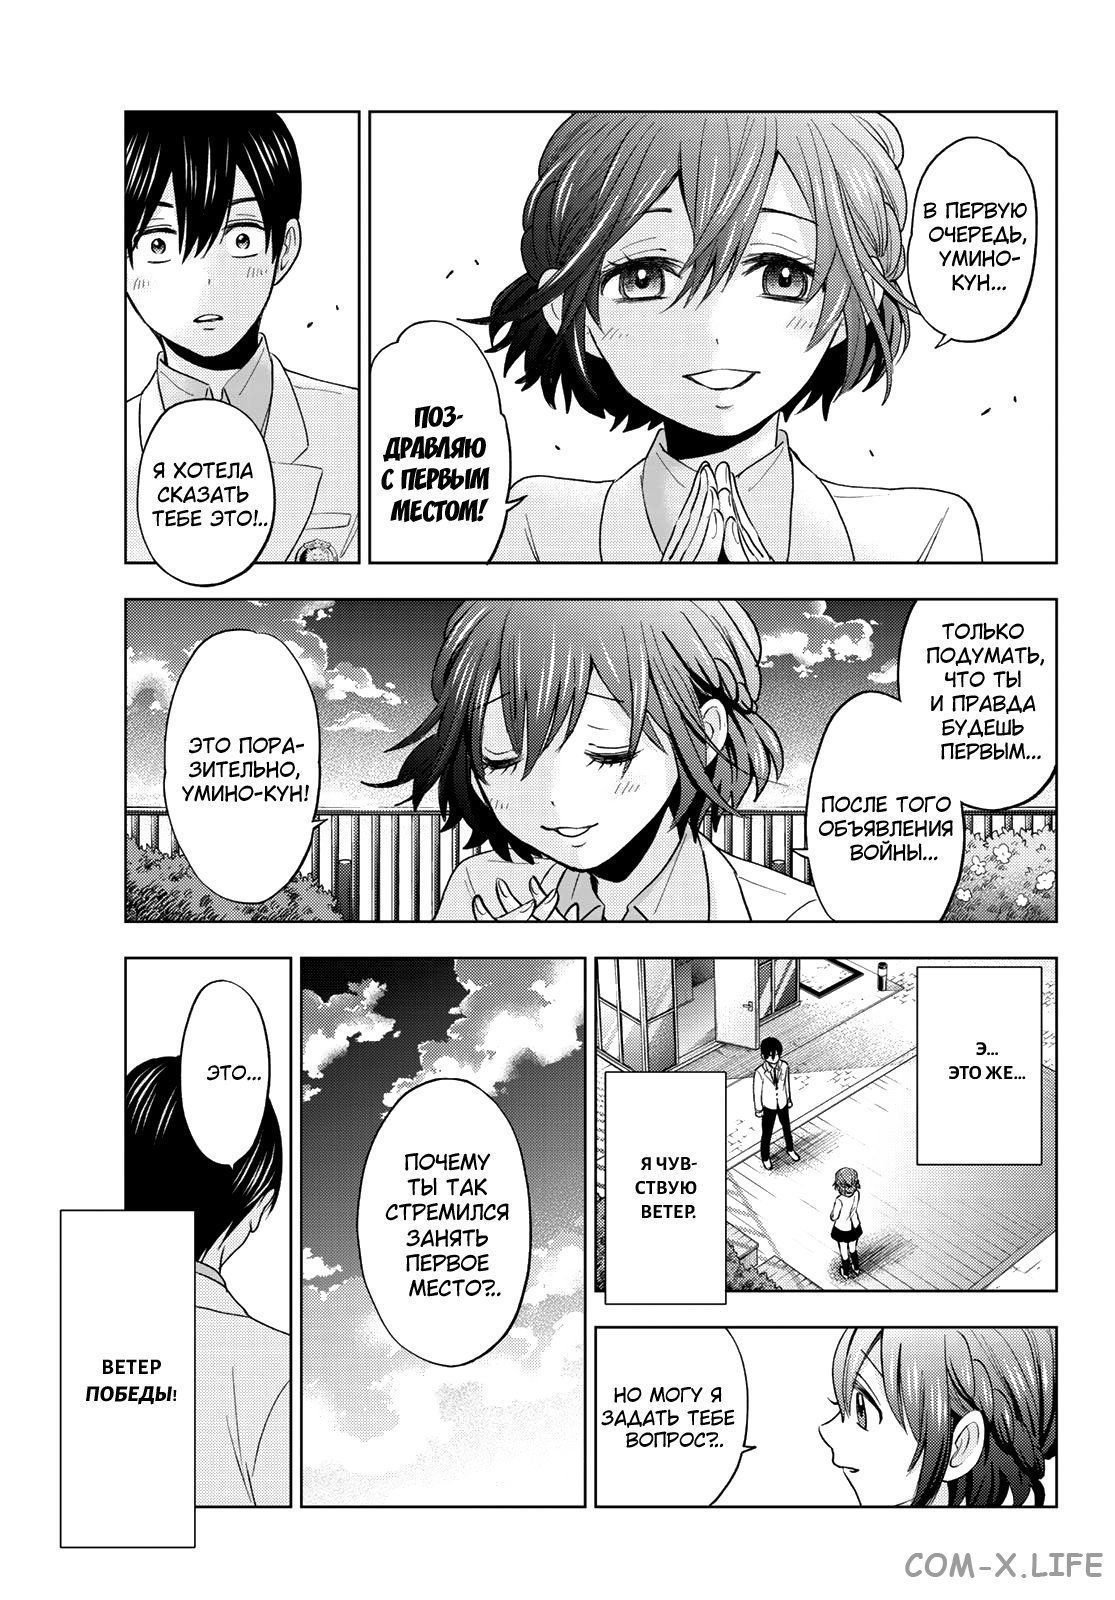 В ПЕРВУЮ
ОЧЕРЕДЬ,
УМИНО-
КУН...
ПОЗ-
ДРАВЛЯЮ
С ПЕРВЫМ
МЕСТОМ!
Я ХОТЕЛА
СКАЗАТЬ
ТЕБЕ ЭТО!..
ТОЛЬКО
ПОДУМАТЬ,
ЧТО ТЫ
И ПРАВДА
БУДЕШЬ
ПЕРВЫМ...
ПОСЛЕ ТОГО
ОБЪЯВЛЕНИЯ
ВОЙНЫ...
ЭТО ПОРА-
ЗИТЕЛЬНО,
УМИНО-КУН!
Э...
ЭТО ЖЕ...
Я ЧУВ-
СТВУЮ
ВЕТЕР.
НО МОГУ Я
ЗАДАТЬ ТЕБЕ
ВОПРОС?..
ПОЧЕМУ
ТЫ ТАК
СТРЕМИЛСЯ
ЗАНЯТЬ
ПЕРВОЕ
МЕСТО?..
ЭТО...
ВЕТЕР
ПОБЕДЫ!
COM-X.LIFE